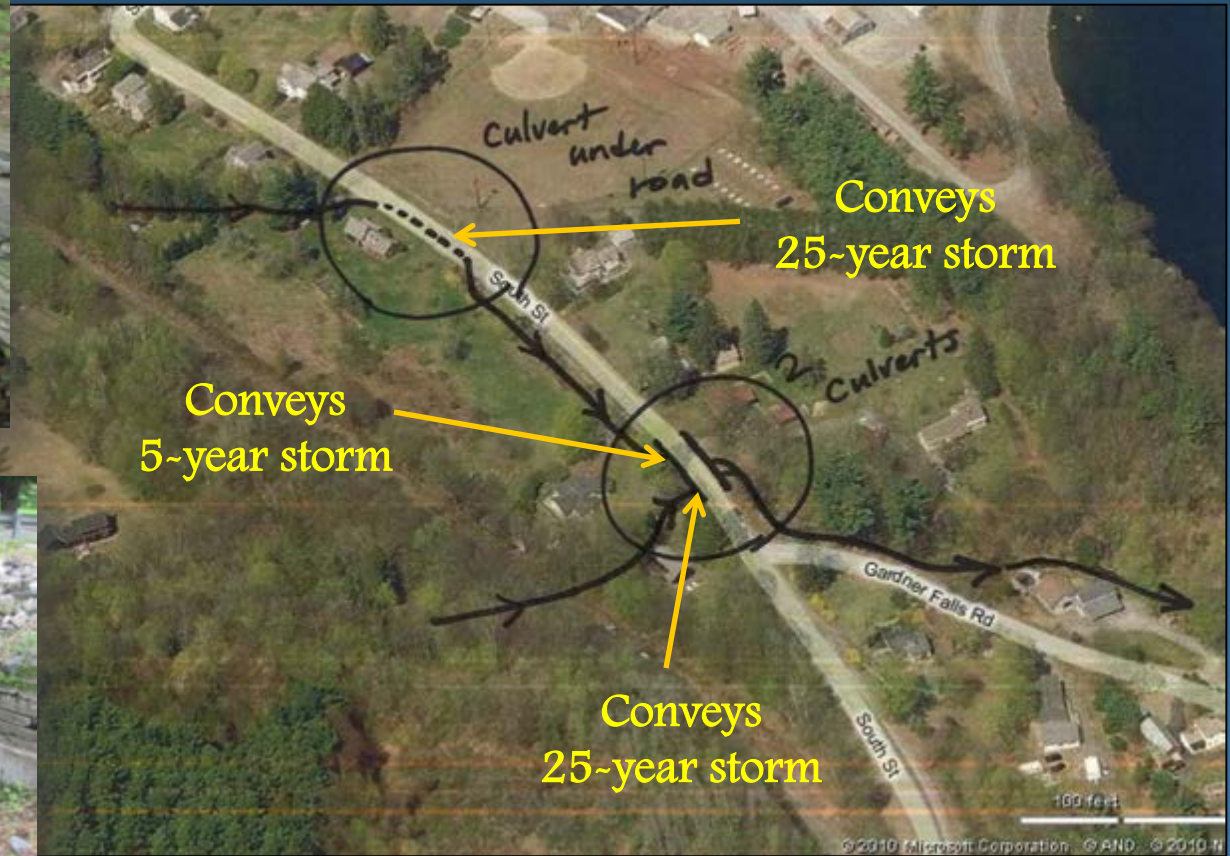 Culvert
under
road
Conveys
25-year storm
South St
2 Culverts
Conveys
5-year storm
Gardner Falls Rd
Conveys
25-year storm
South St
100 feet
©2010 Microsoft Corporation © AND © 2010 N